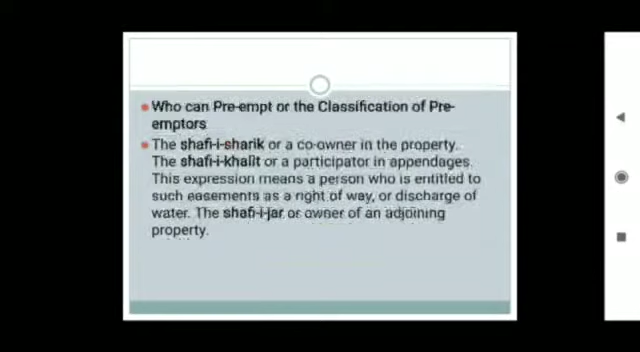 Who can Pre-empt or the Classification of Pre-
emptors
The shafi-i-sharik or a co-owner in the property.
The shafi-i-khalit or a participator in appendages.
This expression means a person who is entitled to
such easements as a right of way, or discharge of
water. The shafi-i-jar or owner of an adjoining
property.